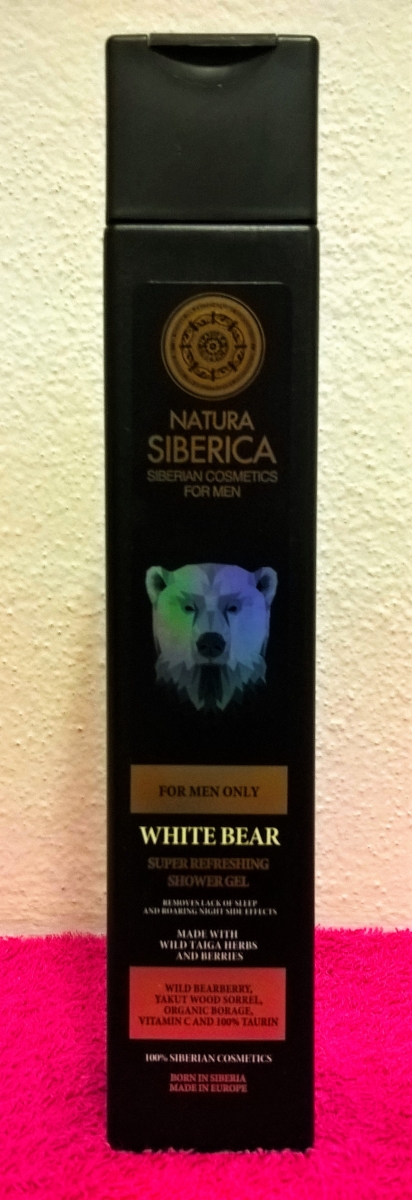 NATURA
SIBERICA
SIBERIAN COSMETICS
FOR MEN
FOR MEN ONLY
WHITE BEAR
SUPER REFRESHING
SHOWER GEL
REMOVES LACK OF SLEEP
AND ROARING NIGHT SIDE EFFECTS
MADE WITH
WILD TAIGA HERBS
AND BERRIES
WILD BEARBERRY,
YAKUT WOOD SORREL,
ORGANIC BORAGE,
VITAMIN C AND 100% TAURIN
100% SIBERIAN COSMETICS
BORN IN SIBERIA
MADE IN EUROPE